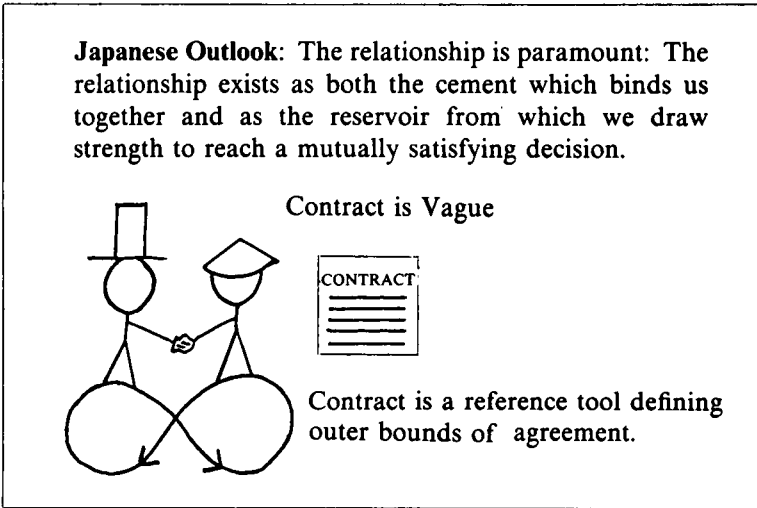 Japanese Outlook: The relationship is paramount: The
relationship exists as both the cement which binds us
together and as the reservoir from which we draw
strength to reach a mutually satisfying decision.
Contract is Vague
CONTRACT
Contract is a reference tool defining
outer bounds of agreement.